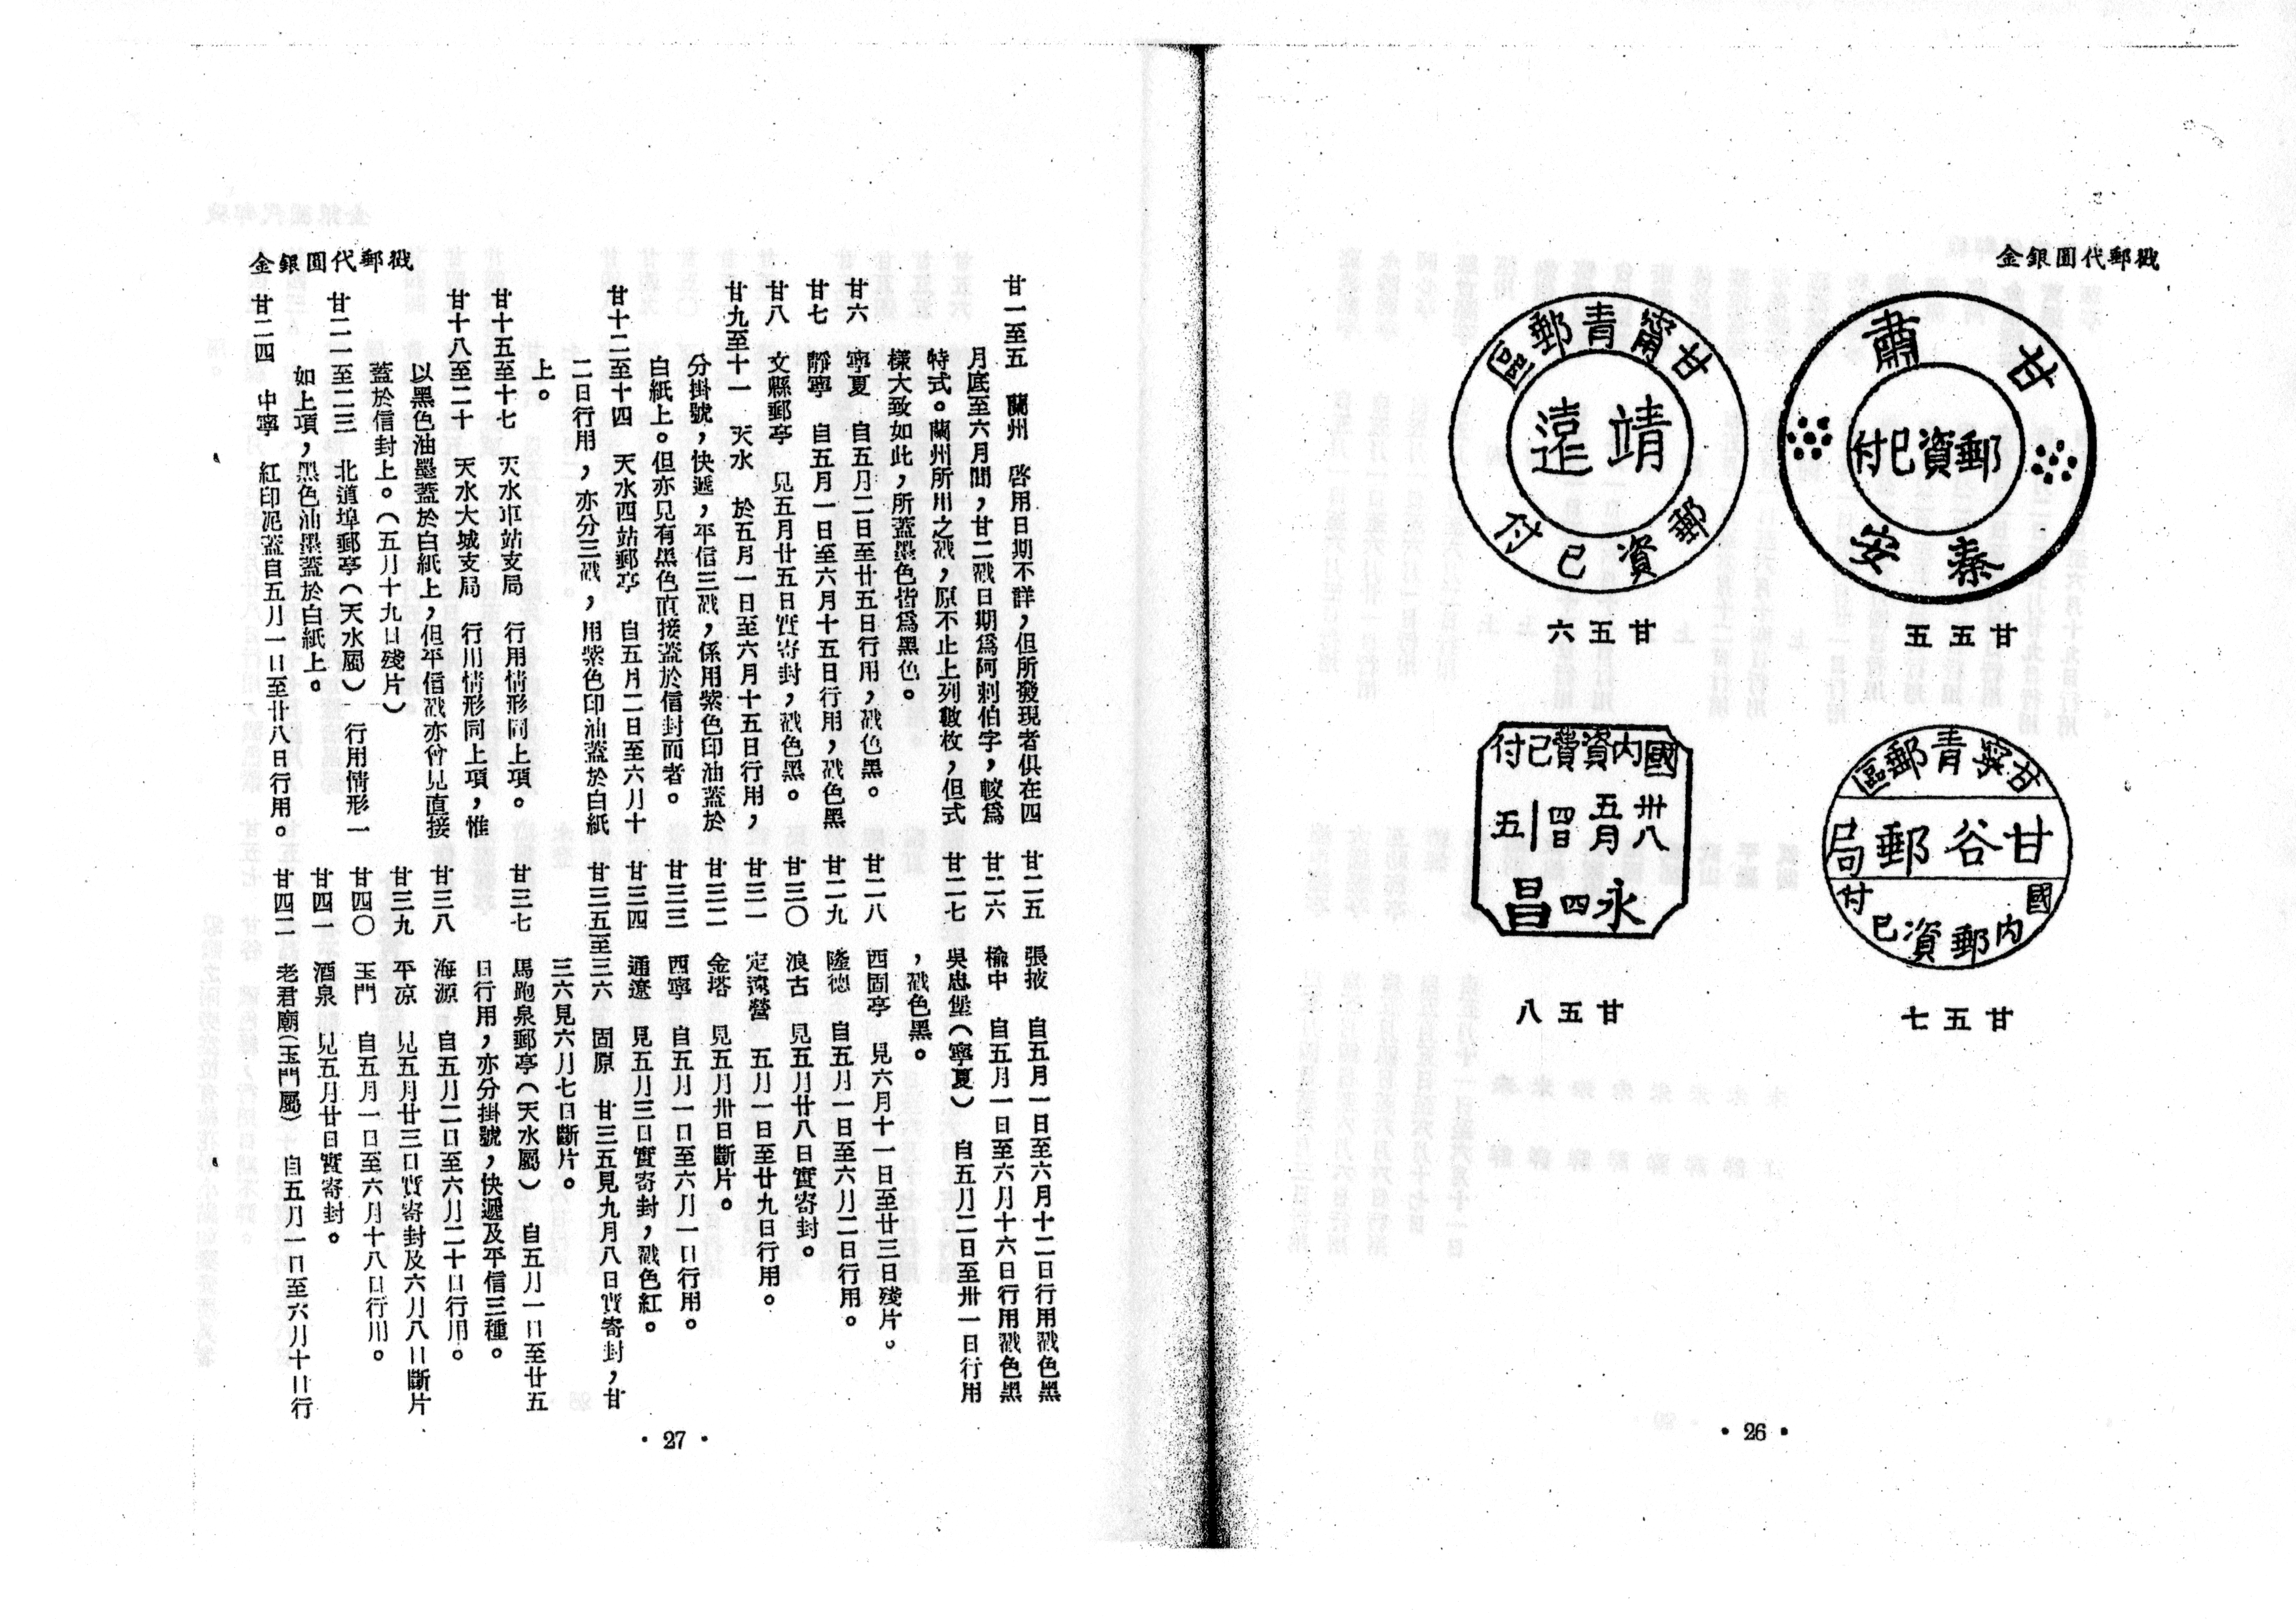 金銀圓代郵戳
甘肅
郵資已付
秦安
甘五五
甘甯青郵區
靖遠
郵資已付
甘五六
甘寧青郵區
甘谷郵局
國內郵資已付
甘五七
國內資費已付
卅八
五月
四日
五
永四昌
甘五八
• 26 •
金銀圓代郵戳
甘一至五　蘭州　啓用日期不詳，但所發現者俱在四
月底至六月間，甘二戳日期爲阿剌伯字，較爲
特式。蘭州所用之戳，原不止上列數枚，但式
樣大致如此，所蓋墨色皆爲黑色。
甘六　寧夏　自五月二日至廿五日行用，戳色黑。
甘七　靜寧　自五月一日至六月十五日行用，戳色黑
甘八　文縣郵亭　見五月廿五日實寄封，戳色黑。
甘九至十一　天水　於五月一日至六月十五日行用，
分掛號，快遞，平信三戳，係用紫色印油蓋於
白紙上。但亦見有黑色直接蓋於信封而者。
甘十二至十四　天水西站郵亭　自五月二日至六月十
二日行用，亦分三戳，用紫色印油蓋於白紙
上。
甘十五至十七　天水車站支局　行用情形同上項。
甘十八至二十　天水大城支局　行用情形同上項，惟
以黑色油墨蓋於白紙上，但平信戳亦曾見直接
蓋於信封上。（五月十九日殘片）
甘二一至二三　北道埠郵亭（天水屬）　行用情形一
如上項，黑色油墨蓋於白紙上。
甘二四　中寧　紅印泥蓋自五月一日至廿八日行用。
甘二五　張掖　自五月一日至六月十二日行用戳色黑
甘二六　榆中　自五月一日至六月十六日行用戳色黑
甘二七　吳忠堡（寧夏）　自五月二日至卅一日行用
，戳色黑。
甘二八　西固亭　見六月十一日至廿三日殘片。
甘二九　隆德　自五月一日至六月二日行用。
甘三〇　浪古　見五月廿八日實寄封。
甘三一　定遠營　五月一日至廿九日行用。
甘三二　金塔　見五月卅日斷片。
甘三三　西寧　自五月一日至六月一日行用。
甘三四　通遼　見五月三日實寄封，戳色紅。
甘三五至三六　固原　甘三五見九月八日實寄封，甘
三六見六月七日斷片。
甘三七　馬跑泉郵亭（天水屬）　自五月一日至廿五
日行用，亦分掛號，快遞及平信三種。
甘三八　海源　自五月二日至六月二十日行用。
甘三九　平凉　見五月廿三日實寄封及六月八日斷片
甘四〇　玉門　自五月一日至六月十八日行用。
甘四一　酒泉　見五月廿日實寄封。
甘四二　老君廟（玉門屬）　自五月一日至六月十日行
• 27 •